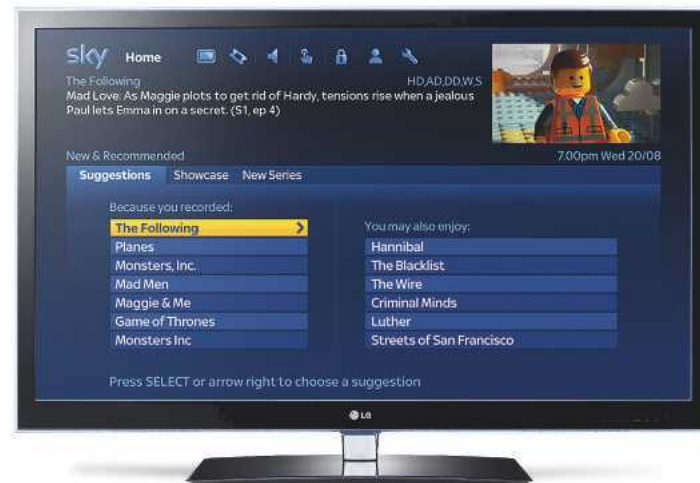 sky Home
The Following HD,AD,DD,W,S
Mad Love: As Maggie plots to get rid of Hardy, tensions rise when a jealous
Paul lets Emma in on a secret. (S1, ep 4)
New & Recommended 7.00pm Wed 20/08
Suggestions Showcase New Series
Because you recorded:
The Following
Planes
Monsters, Inc.
Mad Men
Maggie & Me
Game of Thrones
Monsters Inc
You may also enjoy:
Hannibal
The Blacklist
The Wire
Criminal Minds
Luther
Streets of San Francisco
Press SELECT or arrow right to choose a suggestion
LG